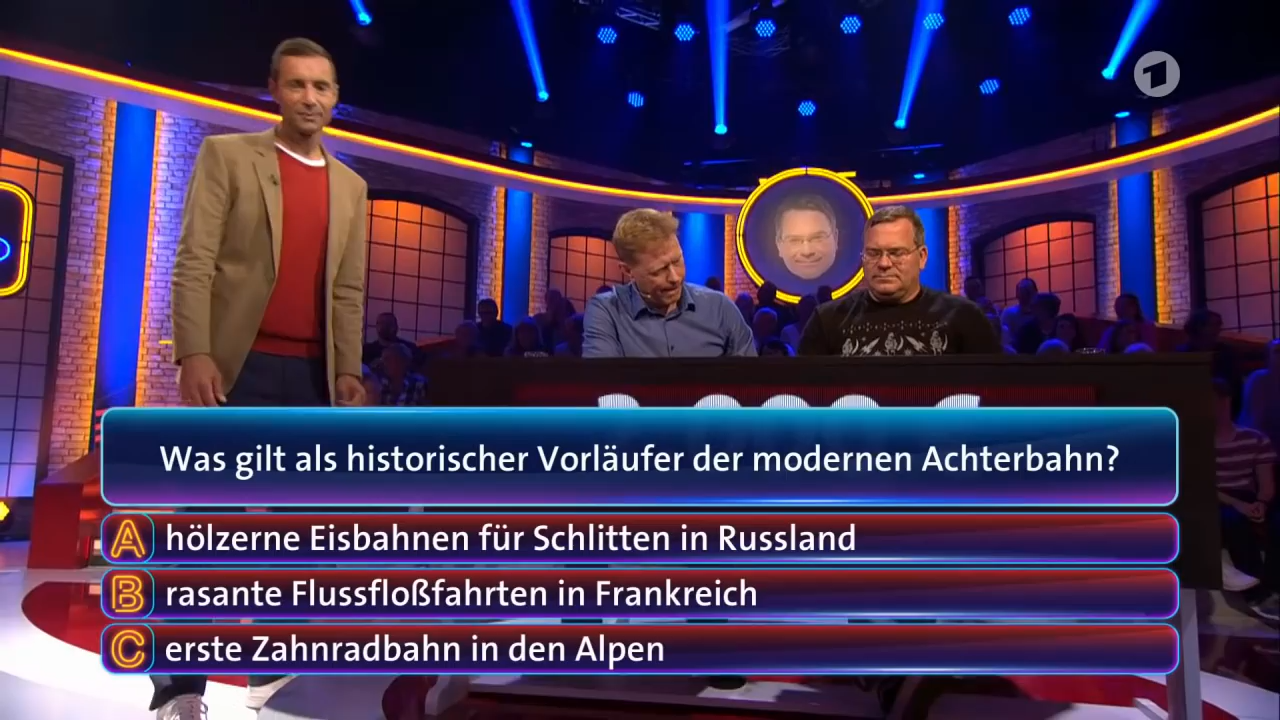 1
Was gilt als historischer Vorläufer der modernen Achterbahn?
A hölzerne Eisbahnen für Schlitten in Russland
B rasante Flussfloßfahrten in Frankreich
C erste Zahnradbahn in den Alpen